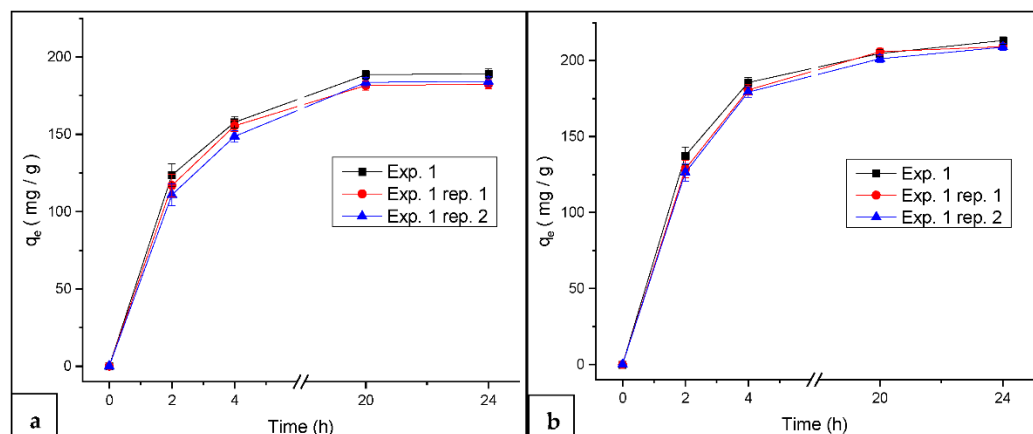 200
150
100
50
0
qe ( mg / g )
Exp. 1
Exp. 1 rep. 1
Exp. 1 rep. 2
0 2 4 20 24
Time (h)
a
200
150
100
50
0
qe ( mg / g )
Exp. 1
Exp. 1 rep. 1
Exp. 1 rep. 2
0 2 4 20 24
Time (h)
b